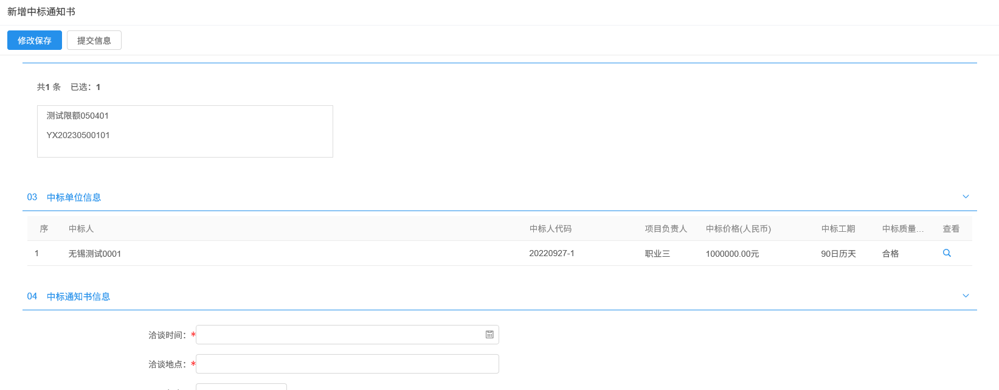 新增中标通知书
修改保存 提交信息
共1 条 已选：1
测试限额050401
YX20230500101
03 中标单位信息
序 中标人 中标人代码 项目负责人 中标价格(人民币) 中标工期 中标质量... 查看
1 无锡测试0001 20220927-1 职业三 1000000.00元 90日历天 合格
04 中标通知书信息
洽谈时间：*
洽谈地点：*